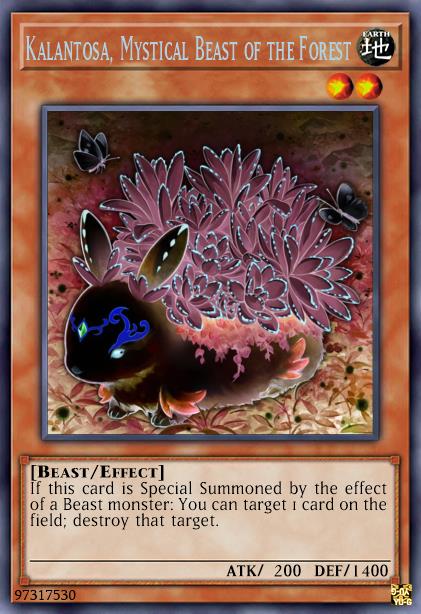 Kalantosa, Mystical Beast of the Forest
EARTH
地
[Beast/Effect]
If this card is Special Summoned by the effect
of a Beast monster: You can target 1 card on the
field; destroy that target.
ATK/ 200 DEF/1400
97317530